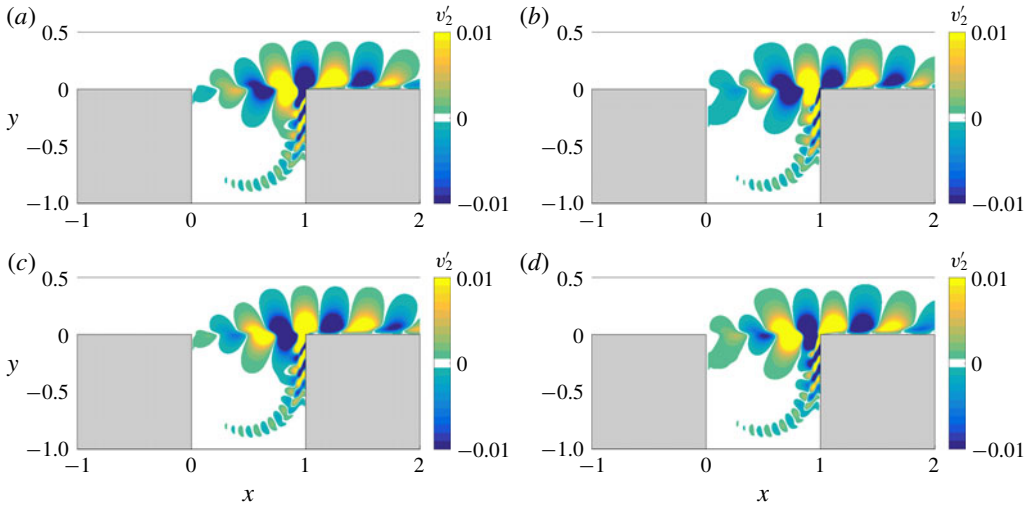 (a) v′2 (b) v′2
0.5 0.01 0.5 0.01
0 0 0 0
y
−0.5 −0.5
−1.0 −0.01 −1.0 −0.01
−1 0 1 2 −1 0 1 2
(c) v′2 (d) v′2
0.5 0.01 0.5 0.01
0 0 0 0
y
−0.5 −0.5
−1.0 −0.01 −1.0 −0.01
−1 0 1 2 −1 0 1 2
x x